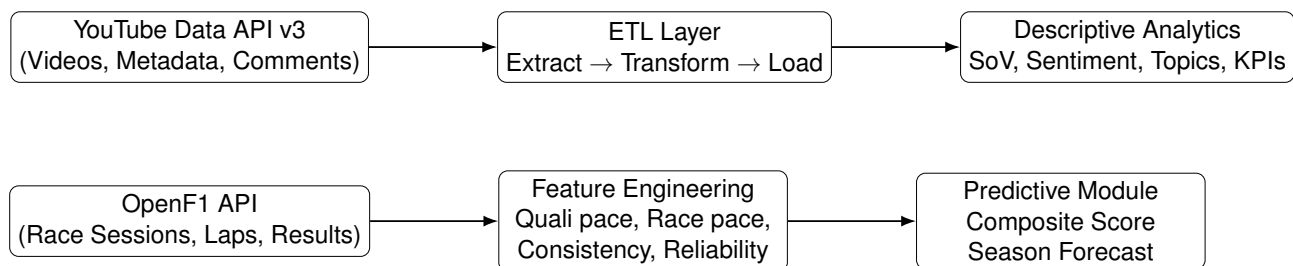 YouTube Data API v3
(Videos, Metadata, Comments)
ETL Layer
Extract → Transform → Load
Descriptive Analytics
SoV, Sentiment, Topics, KPIs
OpenF1 API
(Race Sessions, Laps, Results)
Feature Engineering
Quali pace, Race pace,
Consistency, Reliability
Predictive Module
Composite Score
Season Forecast